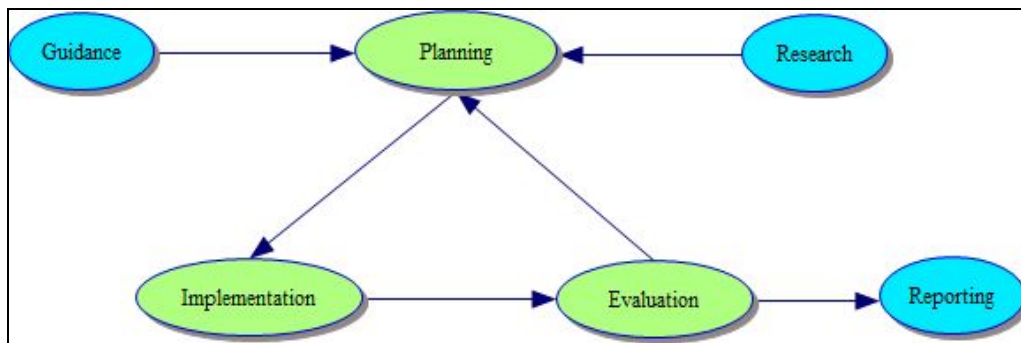 Guidance
Planning
Research
Implementation
Evaluation
Reporting